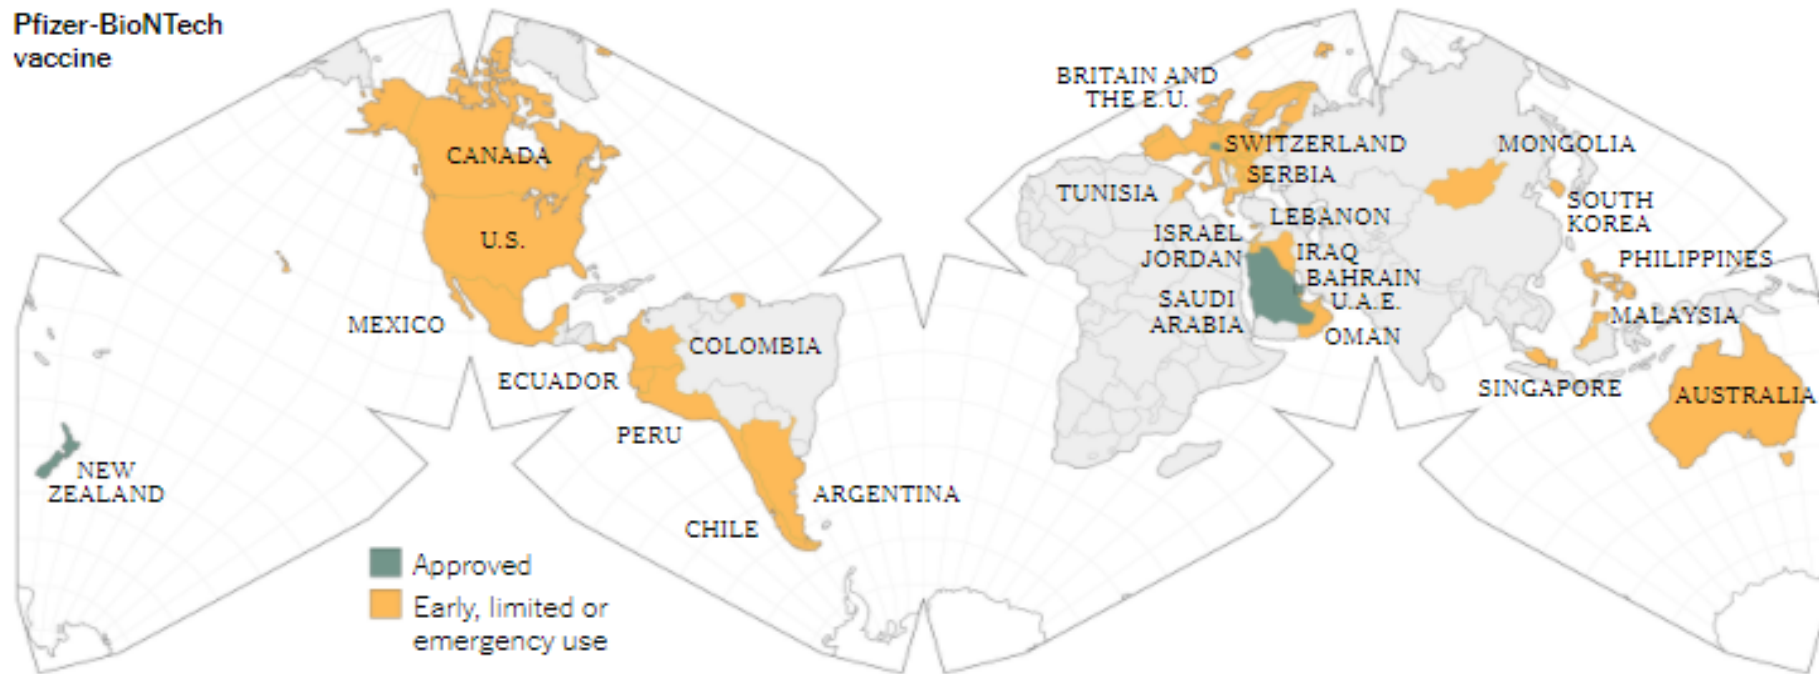 Pfizer-BioNTech
vaccine
CANADA
U.S.
MEXICO
COLOMBIA
ECUADOR
PERU
ARGENTINA
CHILE
NEW
ZEALAND
Approved
Early, limited or
emergency use
BRITAIN AND
THE E.U.
SWITZERLAND
SERBIA
TUNISIA
LEBANON
ISRAEL
JORDAN
IRAQ
BAHRAIN
U.A.E.
SAUDI
ARABIA
OMAN
MONGOLIA
SOUTH
KOREA
PHILIPPINES
MALAYSIA
SINGAPORE
AUSTRALIA